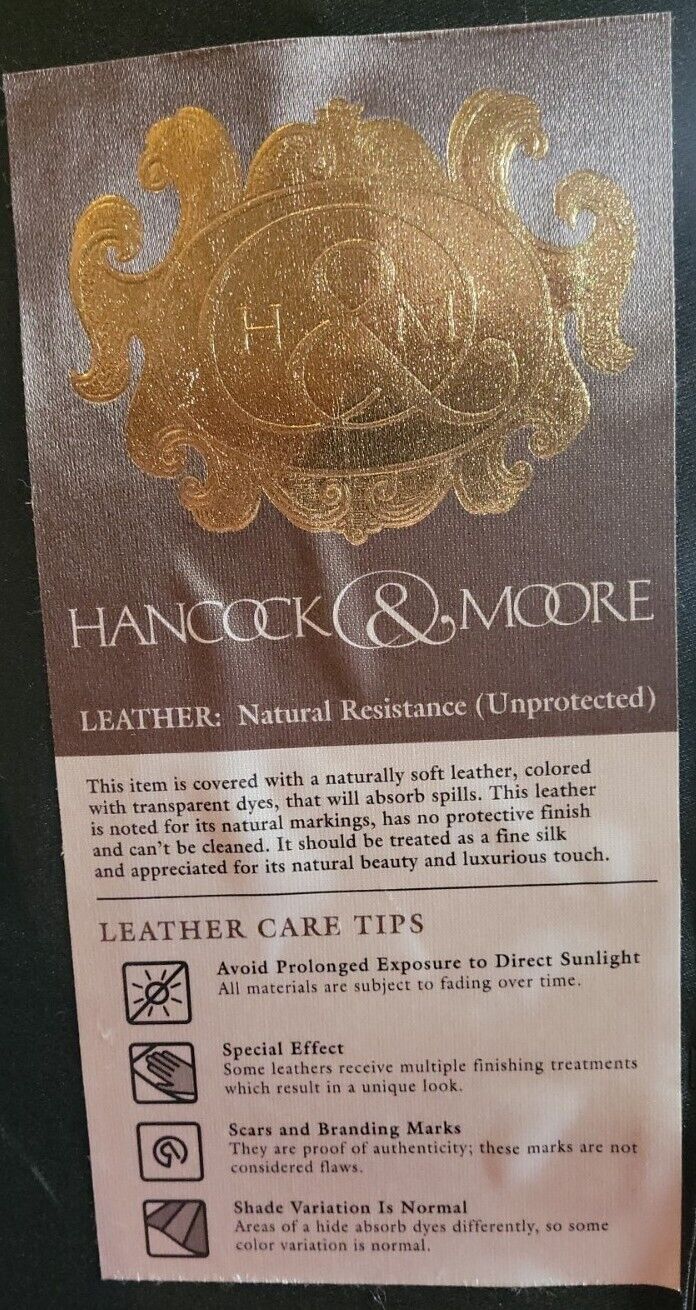 H & M
HANCOCK & MOORE
LEATHER: Natural Resistance (Unprotected)
This item is covered with a naturally soft leather, colored
with transparent dyes, that will absorb spills. This leather
is noted for its natural markings, has no protective finish
and can't be cleaned. It should be treated as a fine silk
and appreciated for its natural beauty and luxurious touch.
LEATHER CARE TIPS
Avoid Prolonged Exposure to Direct Sunlight
All materials are subject to fading over time.
Special Effect
Some leathers receive multiple finishing treatments
which result in a unique look.
Scars and Branding Marks
They are proof of authenticity; these marks are not
considered flaws.
Shade Variation Is Normal
Areas of a hide absorb dyes differently, so some
color variation is normal.